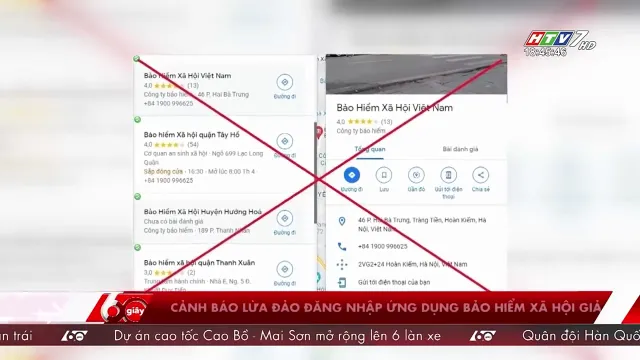 HTV7 HD
18:45:46
Bảo Hiểm Xã Hội Việt Nam
4,0 (13)
Công ty bảo hiểm · 46 P. Hai Bà Trưng
+84 1900 996625
Đường đi
Bảo hiểm Xã hội quận Tây Hồ
4,0 (54)
Cơ quan an sinh xã hội · Ngõ 699 Lạc Long Quân
Sắp đóng cửa · 16:30 · Mở lúc 8:00 Th 4
+84 1900 996625
Đường đi
Bảo Hiểm Xã Hội Huyện Hướng Hoá
Chưa có bài đánh giá
Công ty bảo hiểm · 189 P. Thanh Nhàn
Đường đi
Bảo hiểm xã hội quận Thanh Xuân
3,0 (2)
Trung tâm hành chính · Nhà E, Ng. 5 Đ.
Đường đi
Bảo Hiểm Xã Hội Việt Nam
4,0 (13)
Công ty bảo hiểm
Tổng quan
Bài đánh giá
Đường đi
Lưu
Gần đó
Gửi tới điện thoại
Chia sẻ
46 P. Hai Bà Trưng, Tràng Tiền, Hoàn Kiếm, Hà Nội, Việt Nam
+84 1900 996625
2VG2+24 Hoàn Kiếm, Hà Nội, Việt Nam
Gửi tới điện thoại của bạn
60 giây
CẢNH BÁO LỪA ĐẢO ĐĂNG NHẬP ỨNG DỤNG BẢO HIỂM XÃ HỘI GIẢ
n trái
60
Dự án cao tốc Cao Bồ - Mai Sơn mở rộng lên 6 làn xe
60
Quân đội Hàn Quố